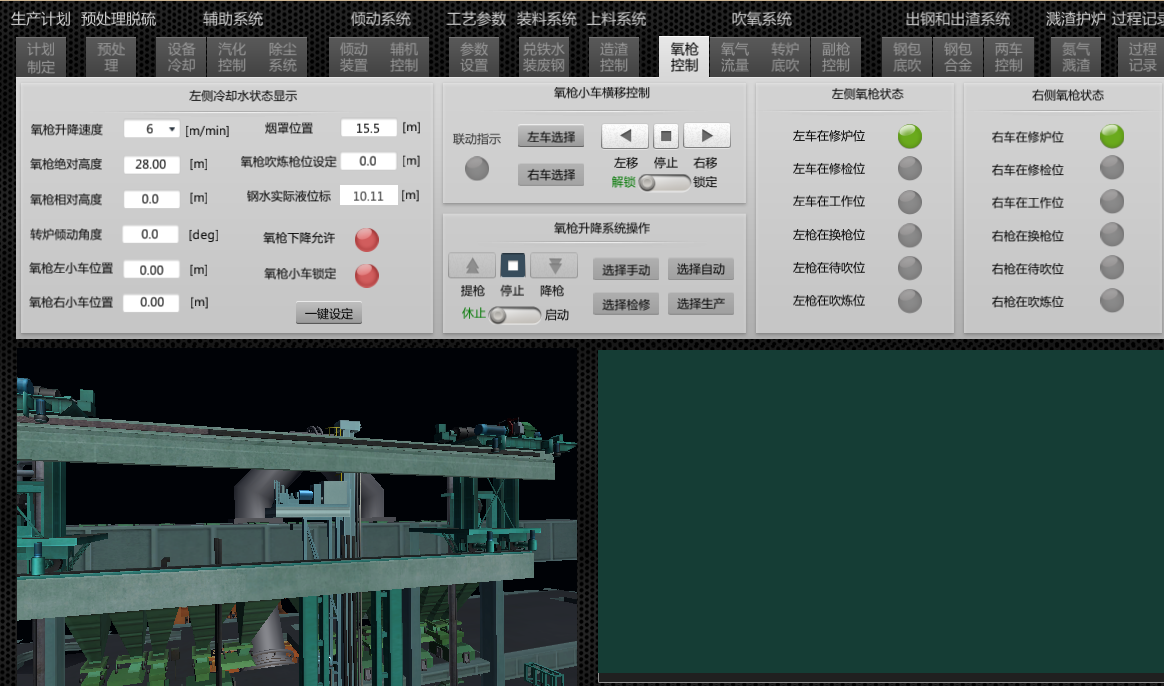 生产计划 预处理脱硫 辅助系统 倾动系统 工艺参数 装料系统 上料系统 吹氧系统 出钢和出渣系统 溅渣护炉 过程记录
计划 预处 设备 汽化 除尘 倾动 辅机 参数 兑铁水 造渣 氧枪 氧气 转炉 副枪 钢包 钢包 两车 氮气 过程
制定 理 冷却 控制 系统 装置 控制 设置 装废钢 控制 控制 流量 底吹 控制 底吹 合金 控制 溅渣 记录
左侧冷却水状态显示
氧枪升降速度 6 [m/min] 烟罩位置 15.5 [m]
氧枪绝对高度 28.00 [m] 氧枪吹炼枪位设定 0.0 [m]
氧枪相对高度 0.0 [m] 钢水实际液位标 10.11 [m]
转炉倾动角度 0.0 [deg] 氧枪下降允许
氧枪左小车位置 0.00 [m] 氧枪小车锁定
氧枪右小车位置 0.00 [m] 一键设定
氧枪小车横移控制
联动指示 左车选择
右车选择
左移 停止 右移
解锁 锁定
氧枪升降系统操作
提枪 停止 降枪
休止 启动
选择手动 选择自动
选择检修 选择生产
左侧氧枪状态
左车在修炉位
左车在修检位
左车在工作位
左枪在换枪位
左枪在待吹位
左枪在吹炼位
右侧氧枪状态
右车在修炉位
右车在修检位
右车在工作位
右枪在换枪位
右枪在待吹位
右枪在吹炼位